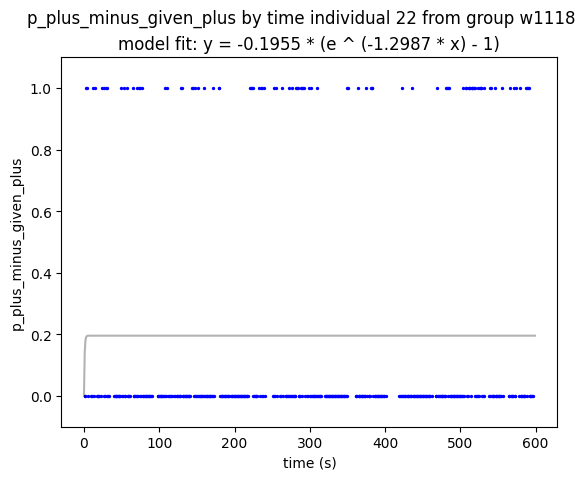 p_plus_minus_given_plus by time individual 22 from group w1118
model fit: y = -0.1955 * (e ^ (-1.2987 * x) - 1)
1.0
0.8
0.6
0.4
0.2
0.0
p_plus_minus_given_plus
0 100 200 300 400 500 600
time (s)